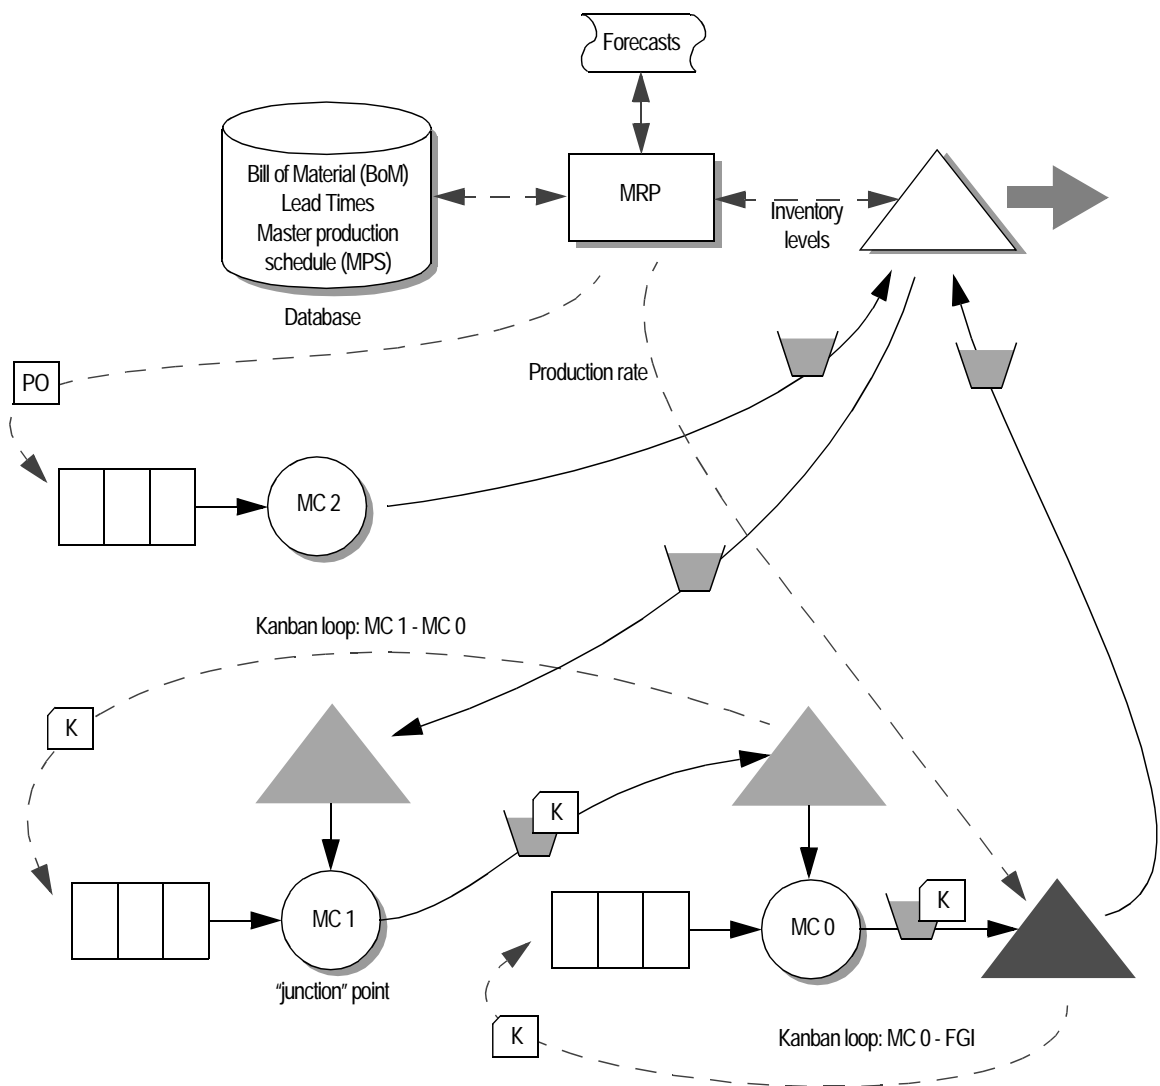 Forecasts
Bill of Material (BoM)
Lead Times
Master production
schedule (MPS)
Database
MRP
Inventory
levels
PO
Production rate
MC 2
Kanban loop: MC 1 - MC 0
K
K
MC 1
"junction" point
MC 0
K
K
Kanban loop: MC 0 - FGI